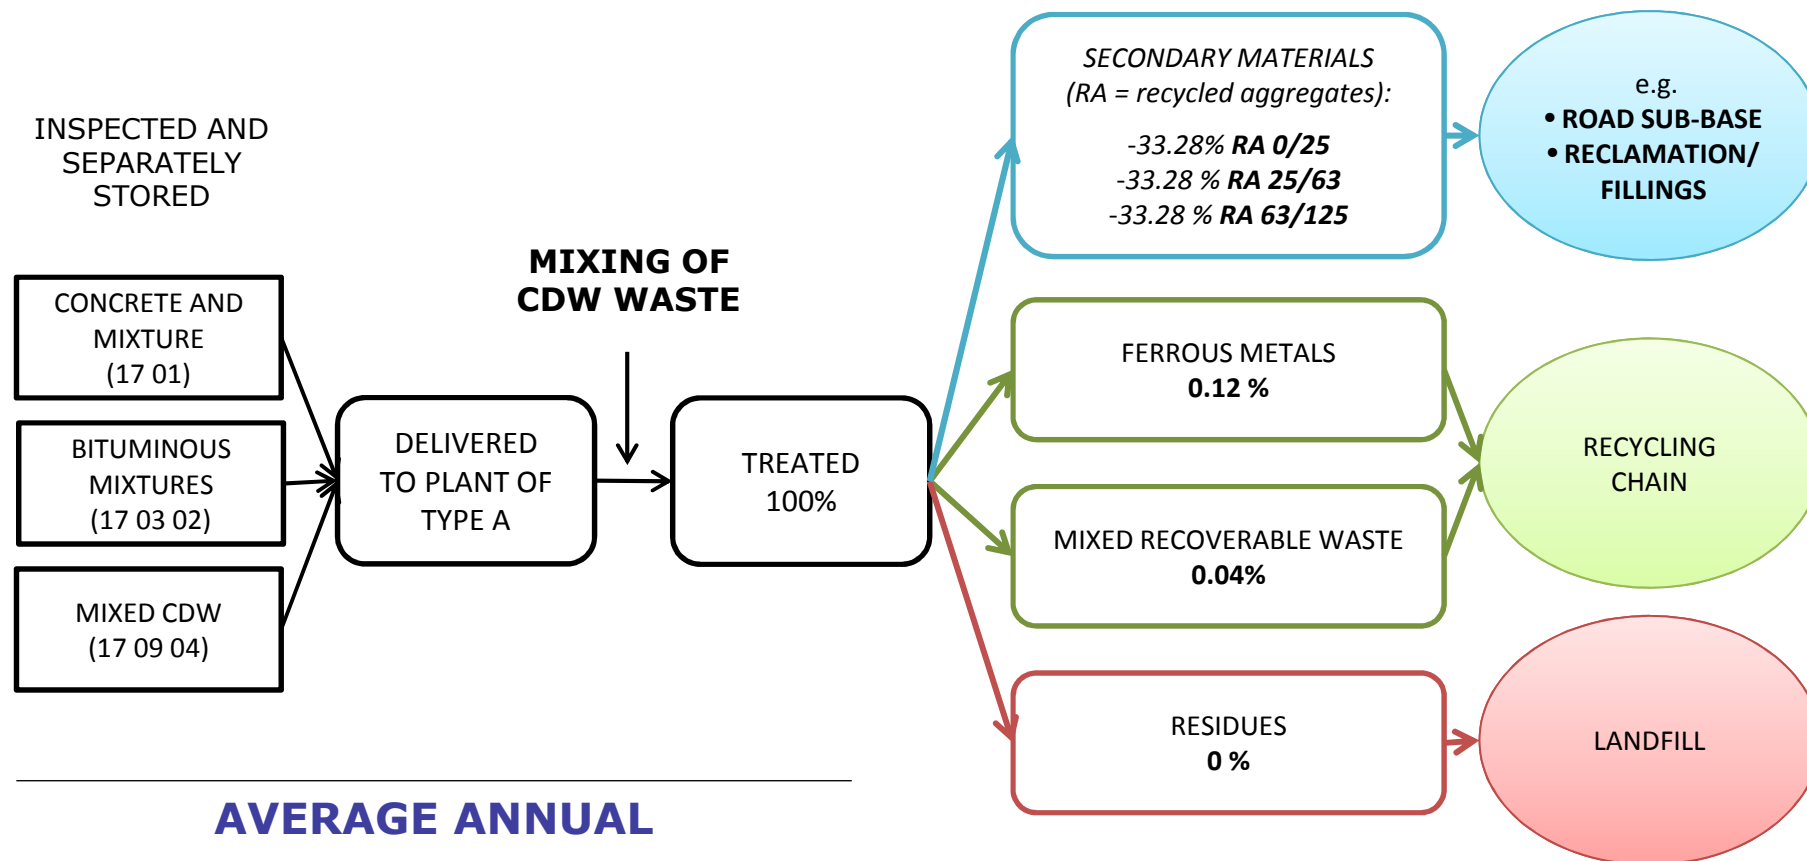 INSPECTED AND
SEPARATELY
STORED
CONCRETE AND
MIXTURE
(17 01)
BITUMINOUS
MIXTURES
(17 03 02)
MIXED CDW
(17 09 04)
DELIVERED
TO PLANT OF
TYPE A
MIXING OF
CDW WASTE
TREATED
100%
SECONDARY MATERIALS
(RA = recycled aggregates):
-33.28% RA 0/25
-33.28 % RA 25/63
-33.28 % RA 63/125
e.g.
• ROAD SUB-BASE
• RECLAMATION/
FILLINGS
FERROUS METALS
0.12 %
MIXED RECOVERABLE WASTE
0.04%
RECYCLING
CHAIN
RESIDUES
0 %
LANDFILL
AVERAGE ANNUAL